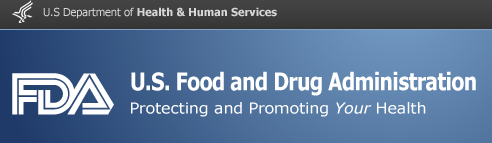 U.S Department of Health & Human Services
FDA
U.S. Food and Drug Administration
Protecting and Promoting Your Health